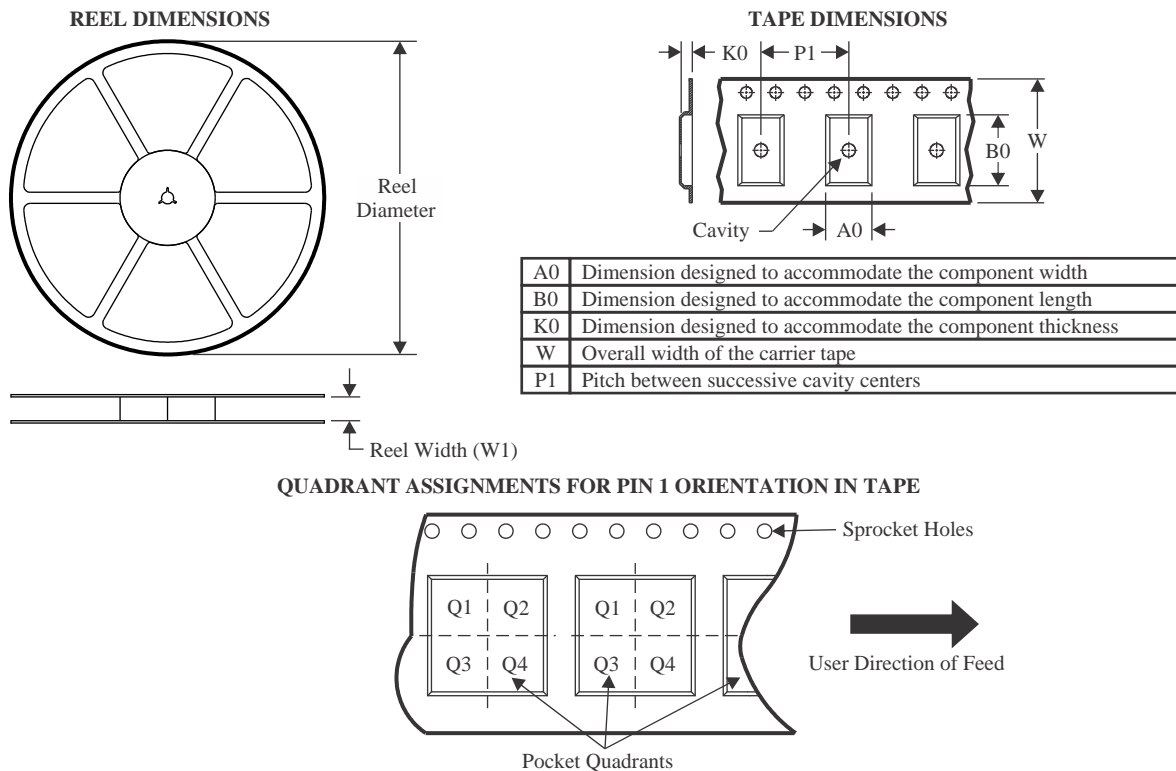 REEL DIMENSIONS
Reel
Diameter
Reel Width (W1)
TAPE DIMENSIONS
K0
P1
W
B0
Cavity
A0
A0 Dimension designed to accommodate the component width
B0 Dimension designed to accommodate the component length
K0 Dimension designed to accommodate the component thickness
W Overall width of the carrier tape
P1 Pitch between successive cavity centers
QUADRANT ASSIGNMENTS FOR PIN 1 ORIENTATION IN TAPE
Sprocket Holes
Q1 Q2 Q1 Q2
Q3 Q4 Q3 Q4
User Direction of Feed
Pocket Quadrants